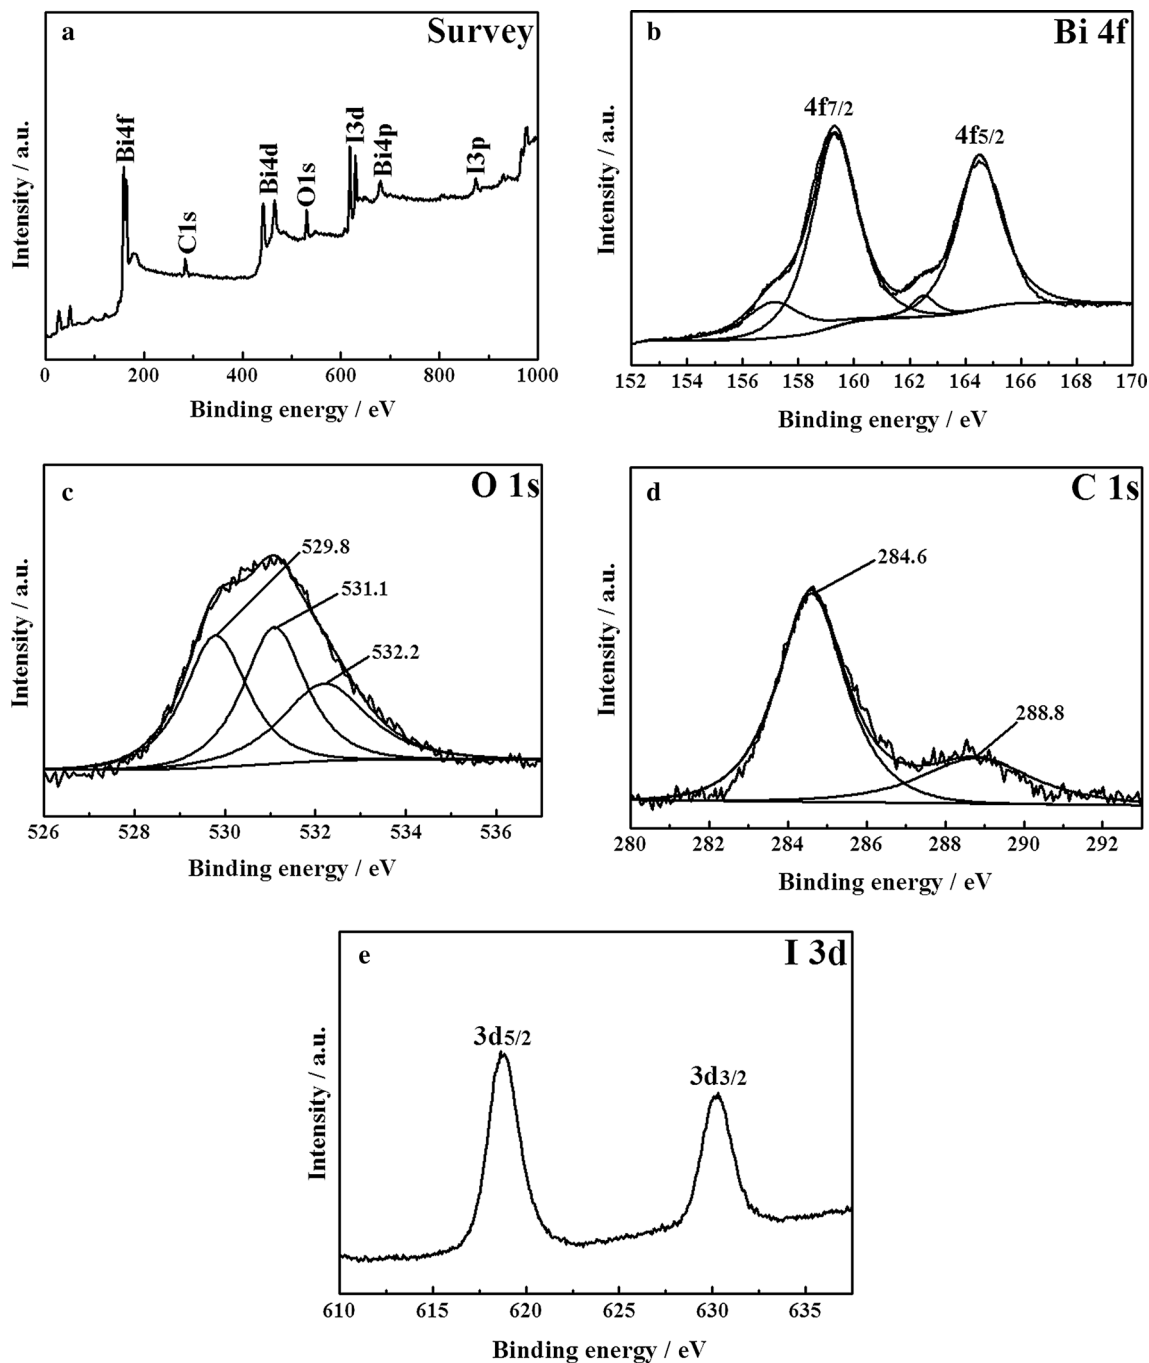 a
Survey
Bi4f
C1s
Bi4d
O1s
I3d
Bi4p
I3p
Intensity / a.u.
0 200 400 600 800 1000
Binding energy / eV
b
Bi 4f
4f7/2
4f5/2
Intensity / a.u.
152 154 156 158 160 162 164 166 168 170
Binding energy / eV
c
O 1s
529.8
531.1
532.2
Intensity / a.u.
526 528 530 532 534 536
Binding energy / eV
d
C 1s
284.6
288.8
Intensity / a.u.
280 282 284 286 288 290 292
Binding energy / eV
e
I 3d
3d5/2
3d3/2
Intensity / a.u.
610 615 620 625 630 635
Binding energy / eV